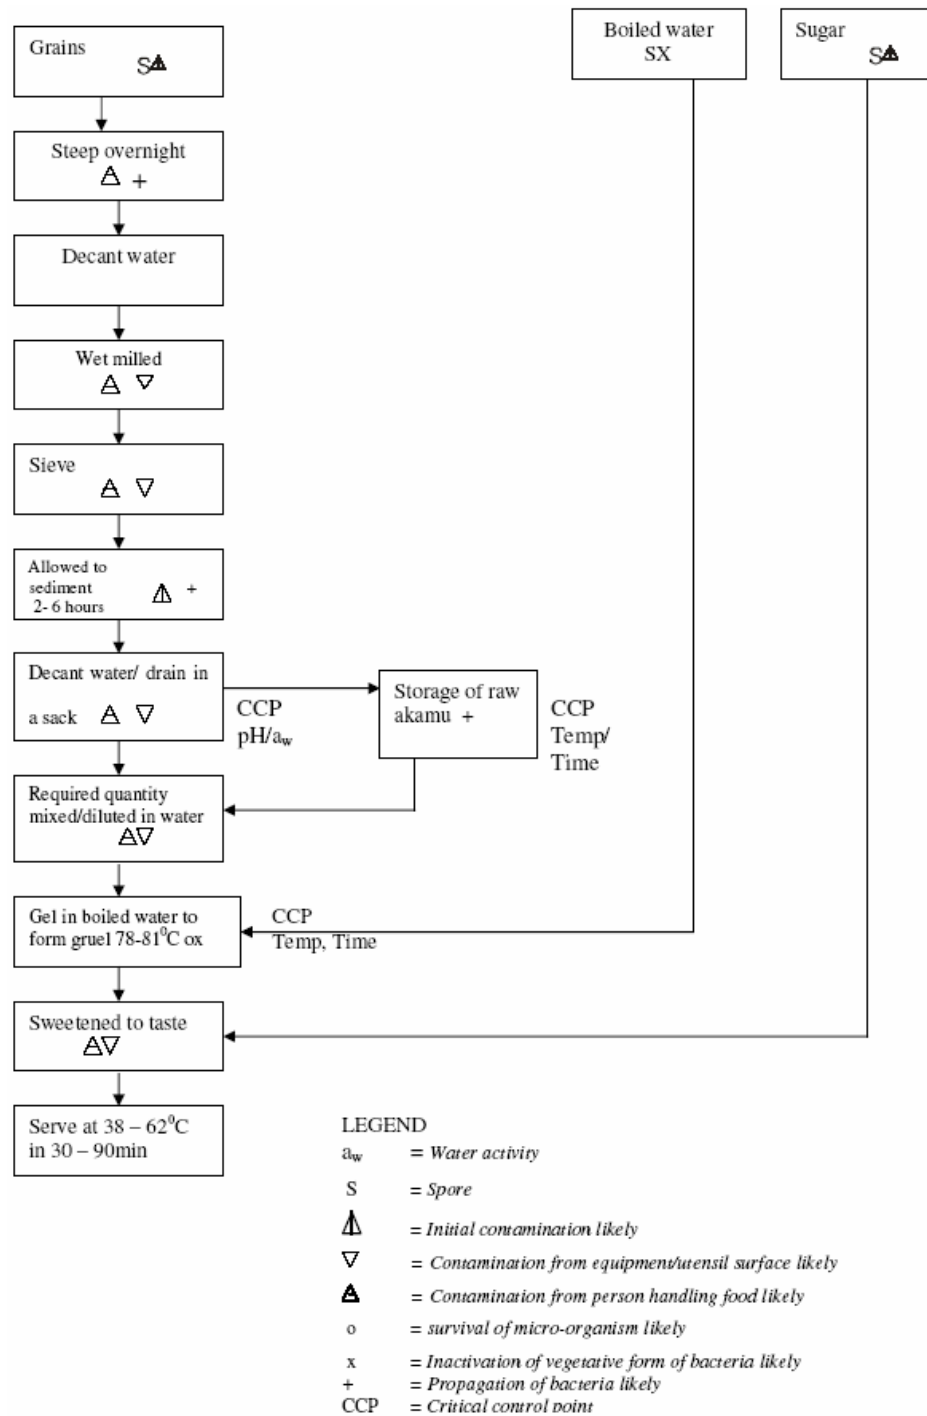 Grains
S
Steep overnight
+
Decant water
Wet milled
Sieve
Allowed to
sediment +
2- 6 hours
Decant water/ drain in
a sack
CCP
pH/aw
Storage of raw
akamu +
CCP
Temp/
Time
Required quantity
mixed/diluted in water
Gel in boiled water to
form gruel 78-81⁰C ox
CCP
Temp, Time
Boiled water
SX
Sugar
S
Sweetened to taste
Serve at 38 – 62⁰C
in 30 – 90min
LEGEND
aw = Water activity
S = Spore
= Initial contamination likely
▽ = Contamination from equipment/utensil surface likely
= Contamination from person handling food likely
o = survival of micro-organism likely
x = Inactivation of vegetative form of bacteria likely
+ = Propagation of bacteria likely
CCP = Critical control point